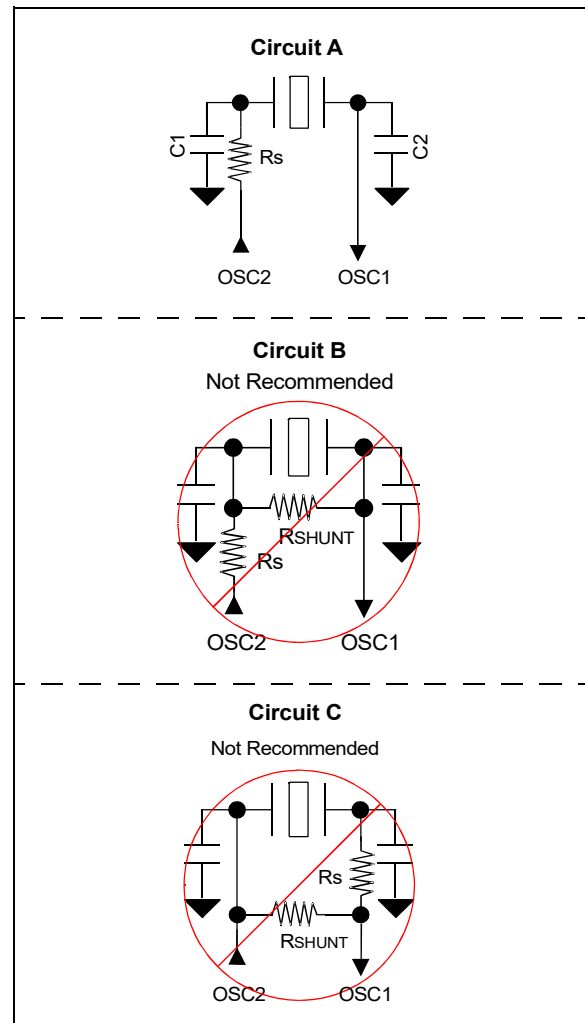 Circuit A
C1
Rs
C2
OSC2 OSC1
Circuit B
Not Recommended
RSHUNT
Rs
OSC2 OSC1
Circuit C
Not Recommended
Rs
RSHUNT
OSC2 OSC1